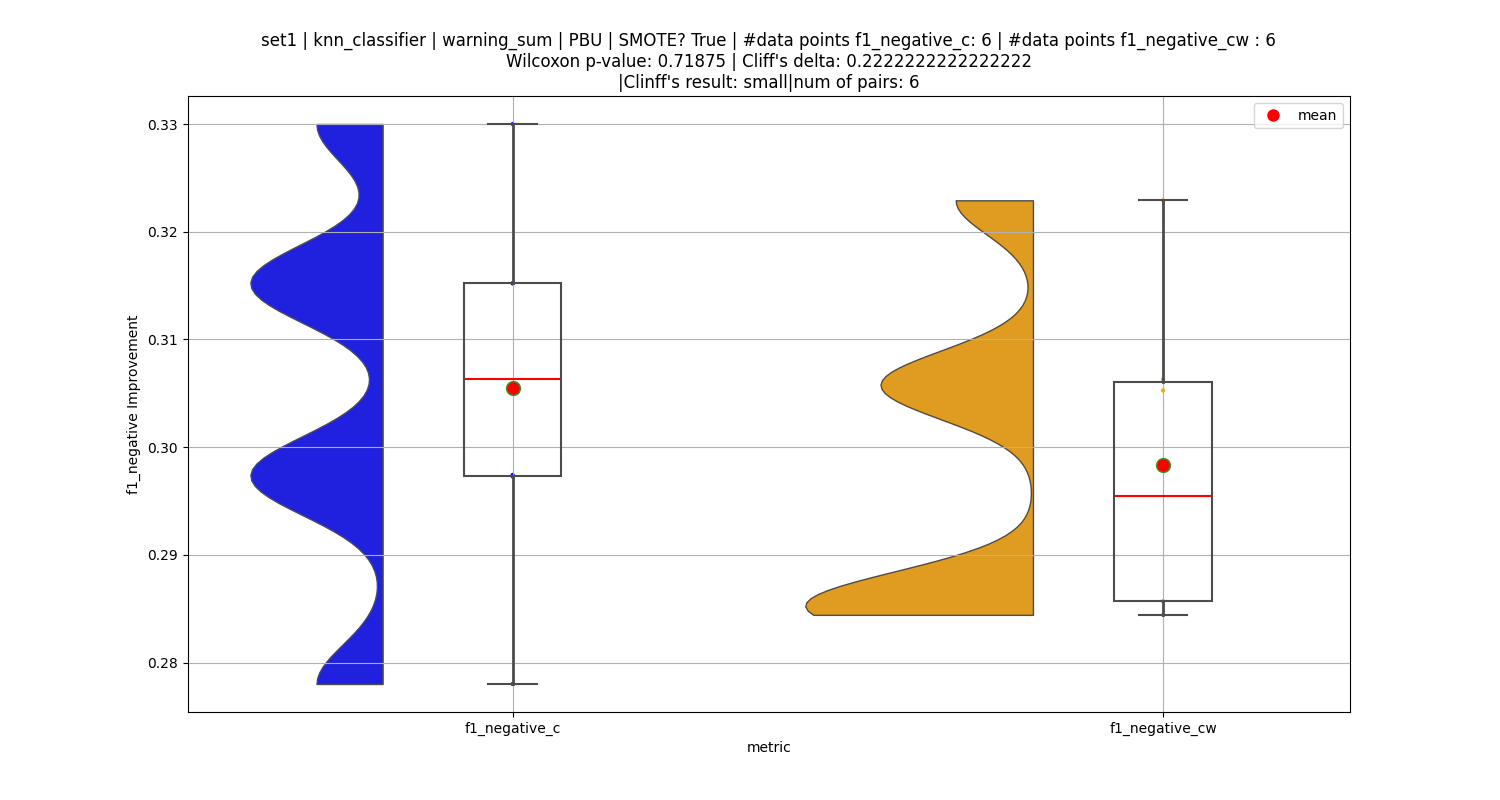 set1 | knn_classifier | warning_sum | PBU | SMOTE? True | #data points f1_negative_c: 6 | #data points f1_negative_cw : 6
Wilcoxon p-value: 0.71875 | Cliff's delta: 0.2222222222222222
|Clinff's result: small|num of pairs: 6
mean
0.33
0.32
0.31
0.30
0.29
0.28
f1_negative Improvement
f1_negative_c
f1_negative_cw
metric